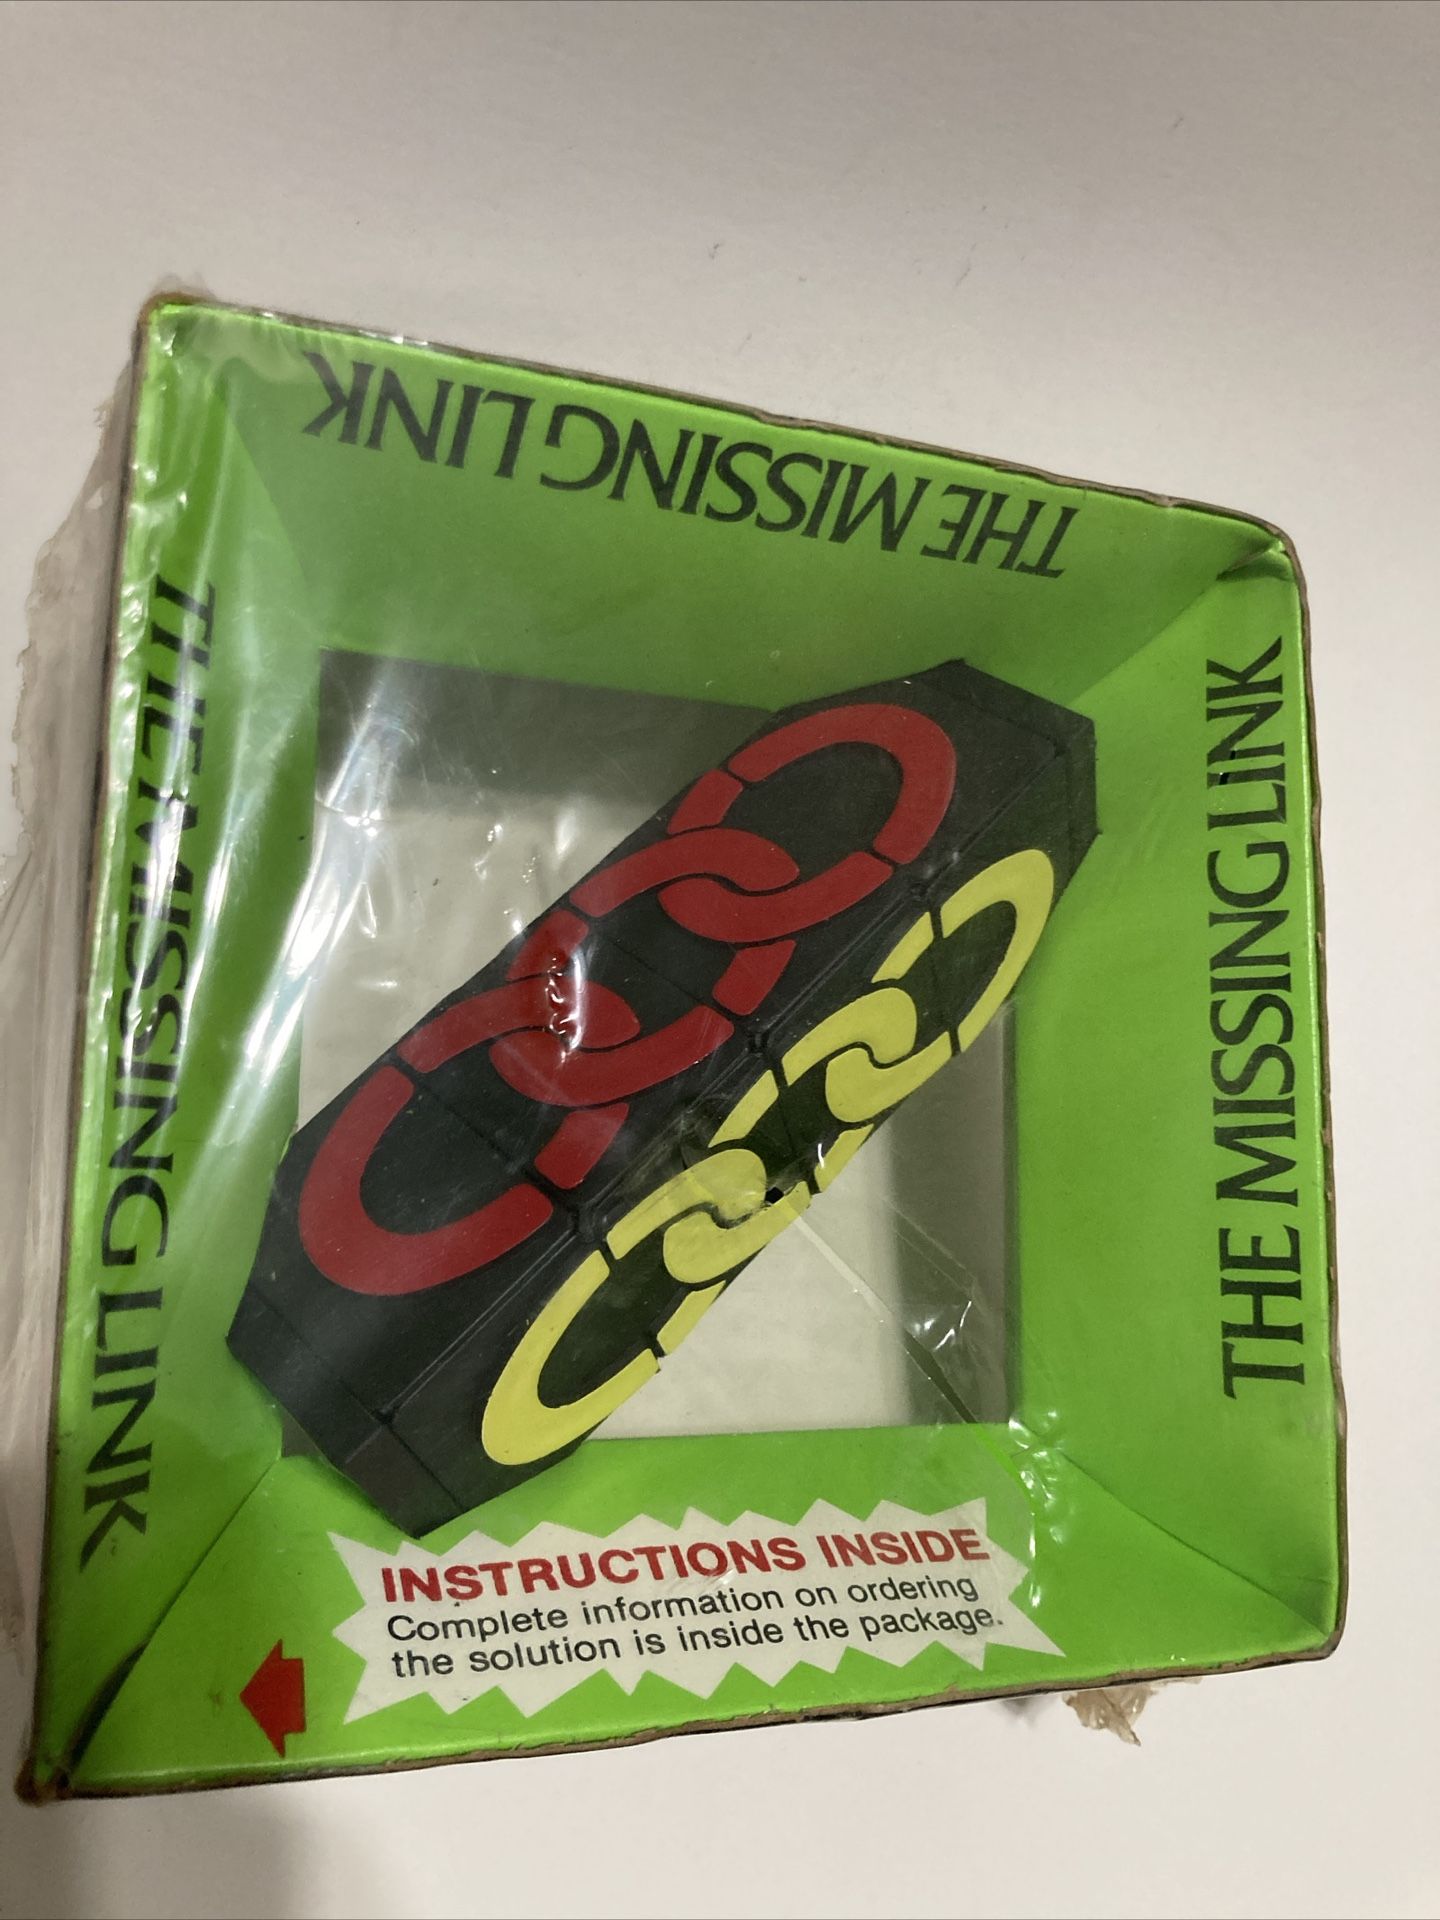 THE MISSING LINK
THE MISSING LINK
THE MISSING LINK
INSTRUCTIONS INSIDE
Complete information on ordering
the solution is inside the package.